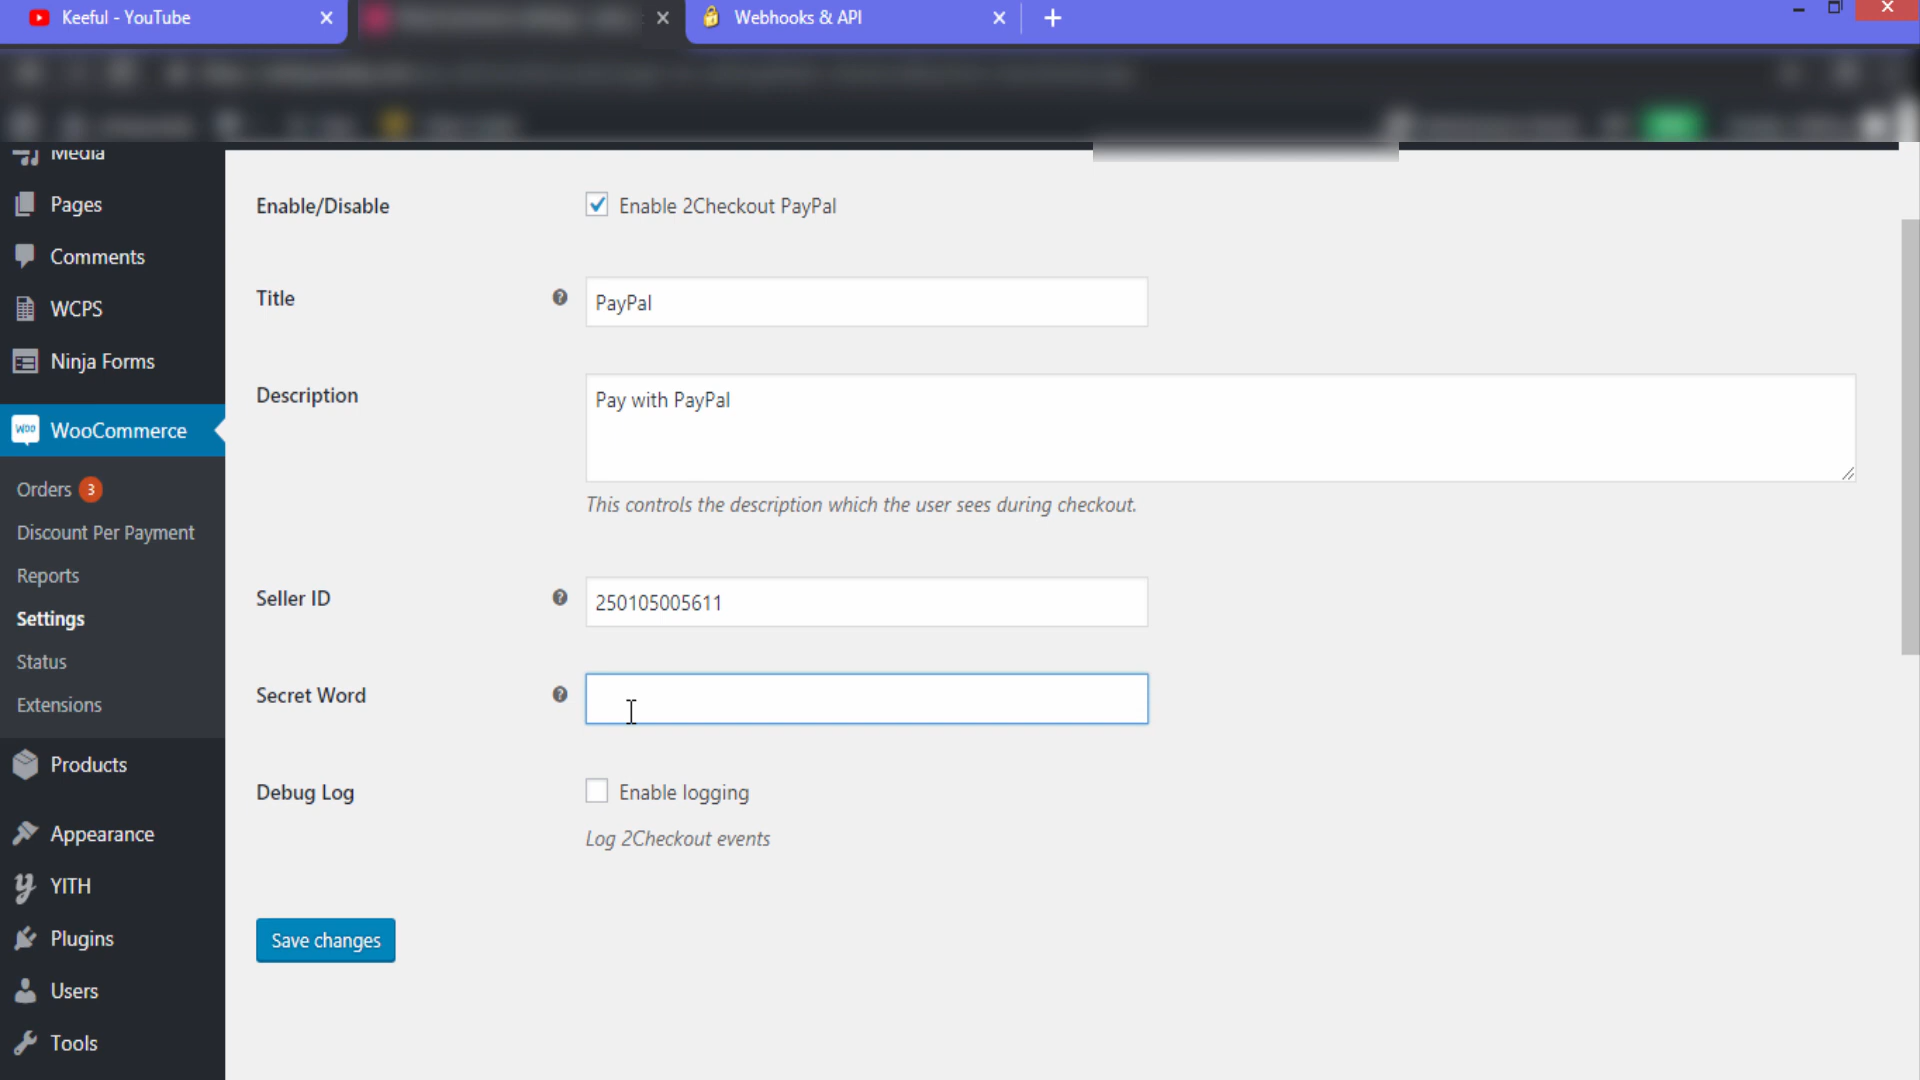 Keeful - YouTube
Webhooks & API
Media
Pages
Comments
WCPS
Ninja Forms
WooCommerce
Orders 3
Discount Per Payment
Reports
Settings
Status
Extensions
Products
Appearance
YITH
Plugins
Users
Tools
Enable/Disable
Enable 2Checkout PayPal
Title
PayPal
Description
Pay with PayPal
This controls the description which the user sees during checkout.
Seller ID
250105005611
Secret Word
Debug Log
Enable logging
Log 2Checkout events
Save changes